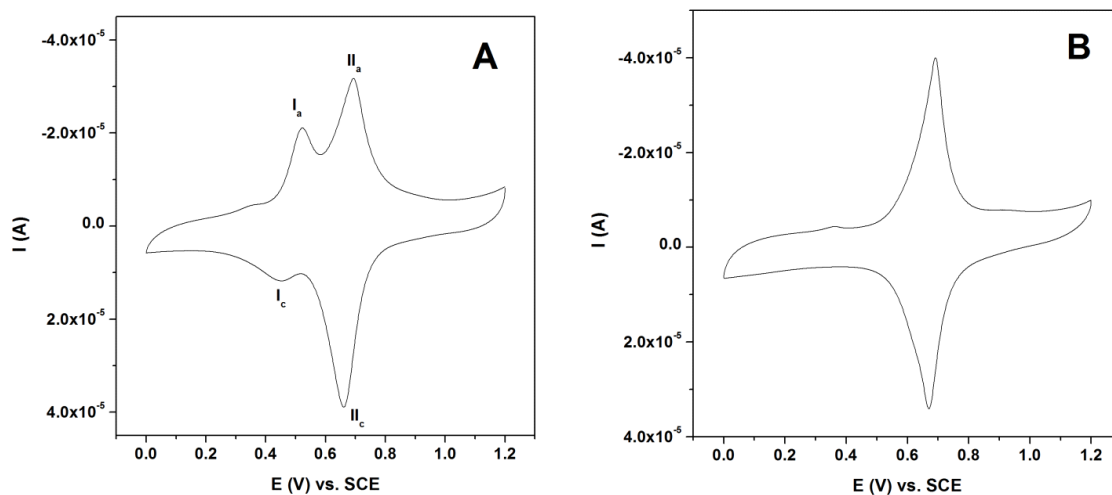 A
-4.0x10⁻⁵
-2.0x10⁻⁵
0.0
2.0x10⁻⁵
4.0x10⁻⁵
I (A)
Iₐ
IIₐ
I_c
II_c
0.0 0.2 0.4 0.6 0.8 1.0 1.2
E (V) vs. SCE
B
-4.0x10⁻⁵
-2.0x10⁻⁵
0.0
2.0x10⁻⁵
4.0x10⁻⁵
I (A)
0.0 0.2 0.4 0.6 0.8 1.0 1.2
E (V) vs. SCE